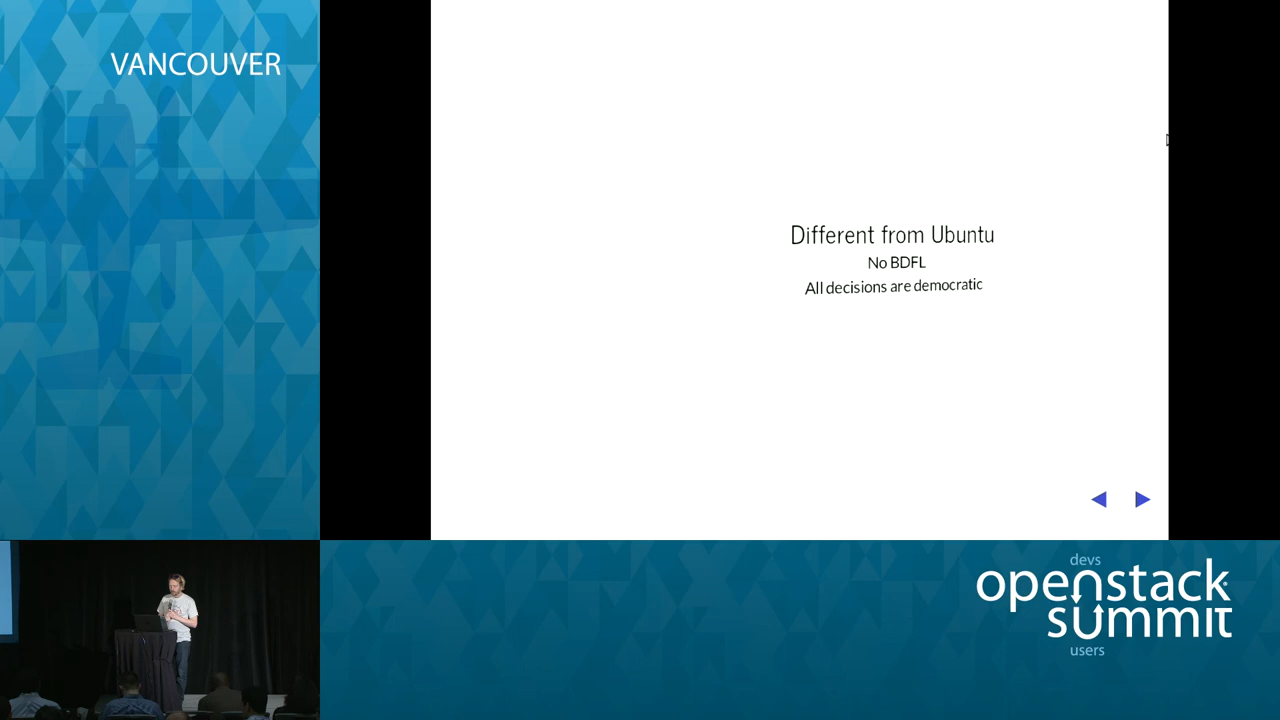 VANCOUVER
Different from Ubuntu
No BDFL
All decisions are democratic
devs
openstack
summit
users